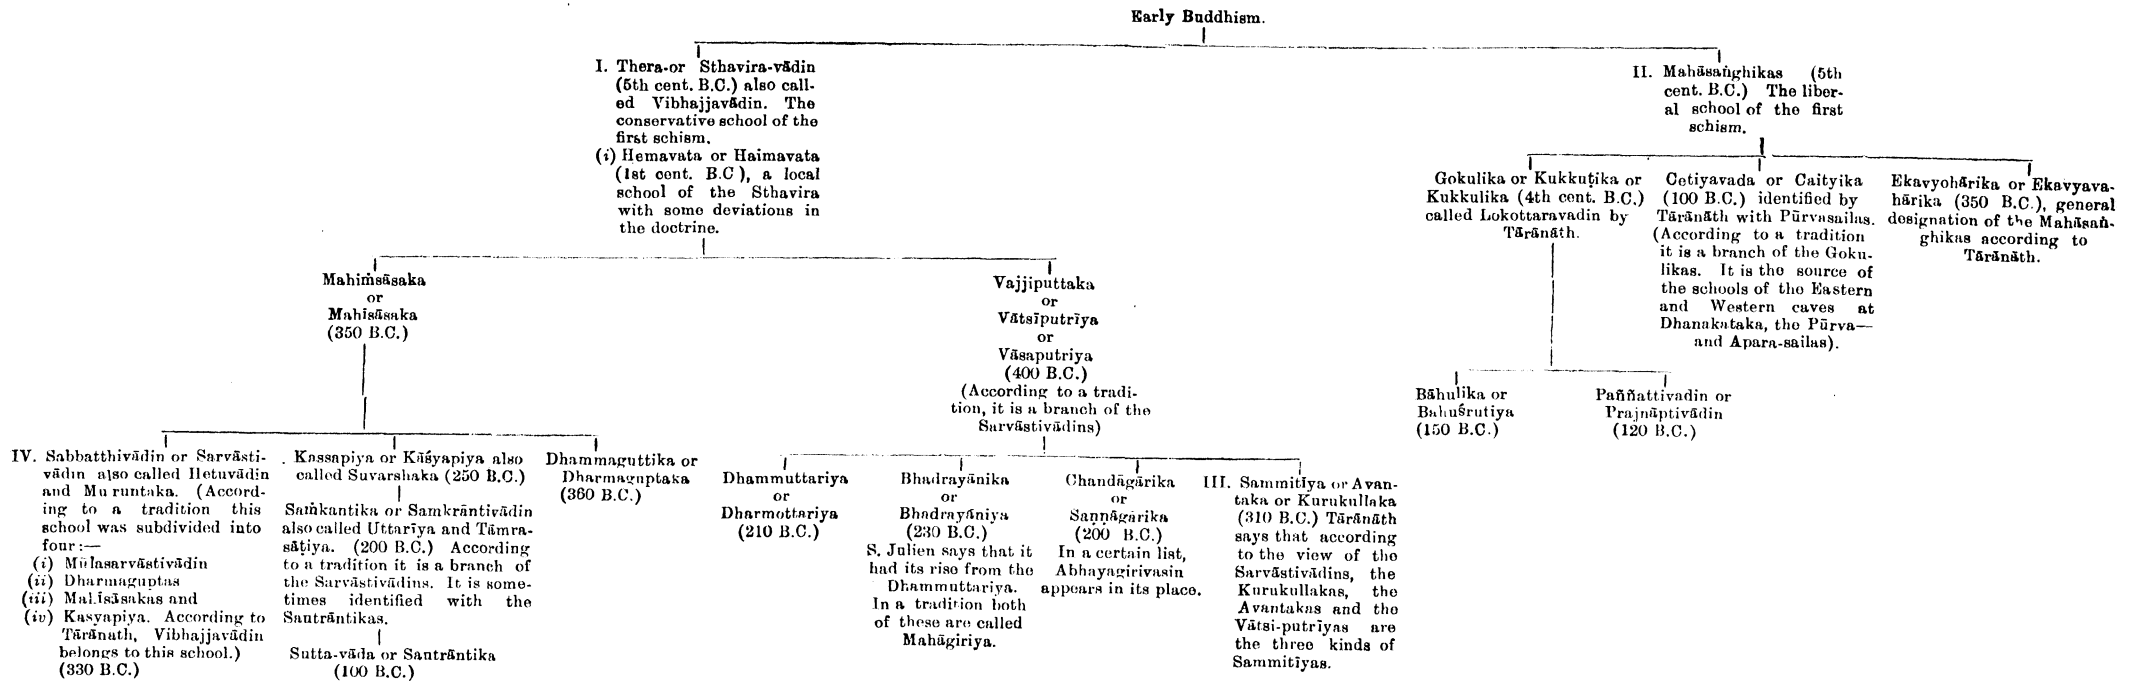 Early Buddhism.
I. Thera-or Sthavira-vādin
(5th cent. B.C.) also call-
ed Vibhajjavādin. The
conservative school of the
first schism.
(i) Hemavata or Haimavata
(1st cent. B.C ), a local
school of the Sthavira
with some deviations in
the doctrine.
II. Mahāsaṅghikas (5th
cent. B.C.) The liber-
al school of the first
schism.
Mahiṁsāsaka
or
Mahisāsaka
(350 B.C.)
Vajjiputtaka
or
Vātsīputrīya
or
Vāsaputriya
(400 B.C.)
(According to a tradi-
tion, it is a branch of the
Sarvāstivādins)
Gokulika or Kukkuṭika or
Kukkulika (4th cent. B.C.)
called Lokottaravadin by
Tārānāth.
Cetiyavada or Caityika
(100 B.C.) identified by
Tārānāth with Pūrvasailas.
(According to a tradition
it is a branch of the Goku-
likas. It is the source of
the schools of the Eastern
and Western caves at
Dhanakataka, the Pūrva—
and Apara-sailas).
Ekavyohārika or Ekavyava-
hārika (350 B.C.), general
designation of the Mahāsaṅ-
ghikas according to
Tārānāth.
Bāhulika or
Bahuśrutiya
(150 B.C.)
Paññattivadin or
Prajnāptivādin
(120 B.C.)
IV. Sabbatthivādin or Sarvāsti-
vādin also called Hetuvādin
and Muruntaka. (Accord-
ing to a tradition this
school was subdivided into
four :—
(i) Mūlasarvāstivādin
(ii) Dharmaguptas
(iii) Mahīsāsakas and
(iv) Kasyapiya. According to
Tārānath, Vibhajjavādin
belongs to this school.)
(330 B.C.)
Kassapiya or Kāśyapiya also
called Suvarshaka (250 B.C.)
Saṁkantika or Samkrāntivādin
also called Uttarīya and Tāmra-
sāṭiya. (200 B.C.) According
to a tradition it is a branch of
the Sarvāstivādins. It is some-
times identified with the
Sautrāntikas.
Sutta-vāda or Sautrāntika
(100 B.C.)
Dhammaguttika or
Dharmaguptaka
(360 B.C.)
Dhammuttariya
or
Dharmottariya
(210 B.C.)
Bhadrayānika
or
Bhadrayāniya
(230 B.C.)
S. Julien says that it
had its rise from the
Dhammuttariya.
In a tradition both
of these are called
Mahāgiriya.
Chandāgārika
or
Saṇṇāgarika
(200 B.C.)
In a certain list,
Abhayagirivasin
appears in its place.
III. Sammitīya or Avan-
taka or Kurukullaka
(310 B.C.) Tārānāth
says that according
to the view of the
Sarvāstivādins, the
Kurukullakas, the
Avantakas and the
Vātsi-putrīyas are
the three kinds of
Sammitīyas.